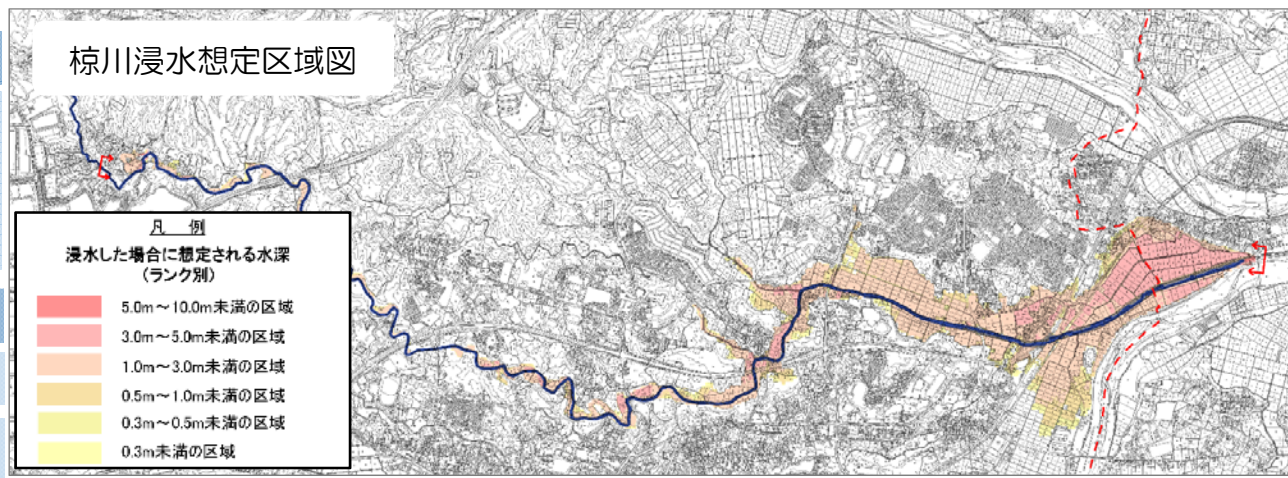 椋川浸水想定区域図
凡 例
浸水した場合に想定される水深
(ランク別)
5.0m～10.0m未満の区域
3.0m～5.0m未満の区域
1.0m～3.0m未満の区域
0.5m～1.0m未満の区域
0.3m～0.5m未満の区域
0.3m未満の区域